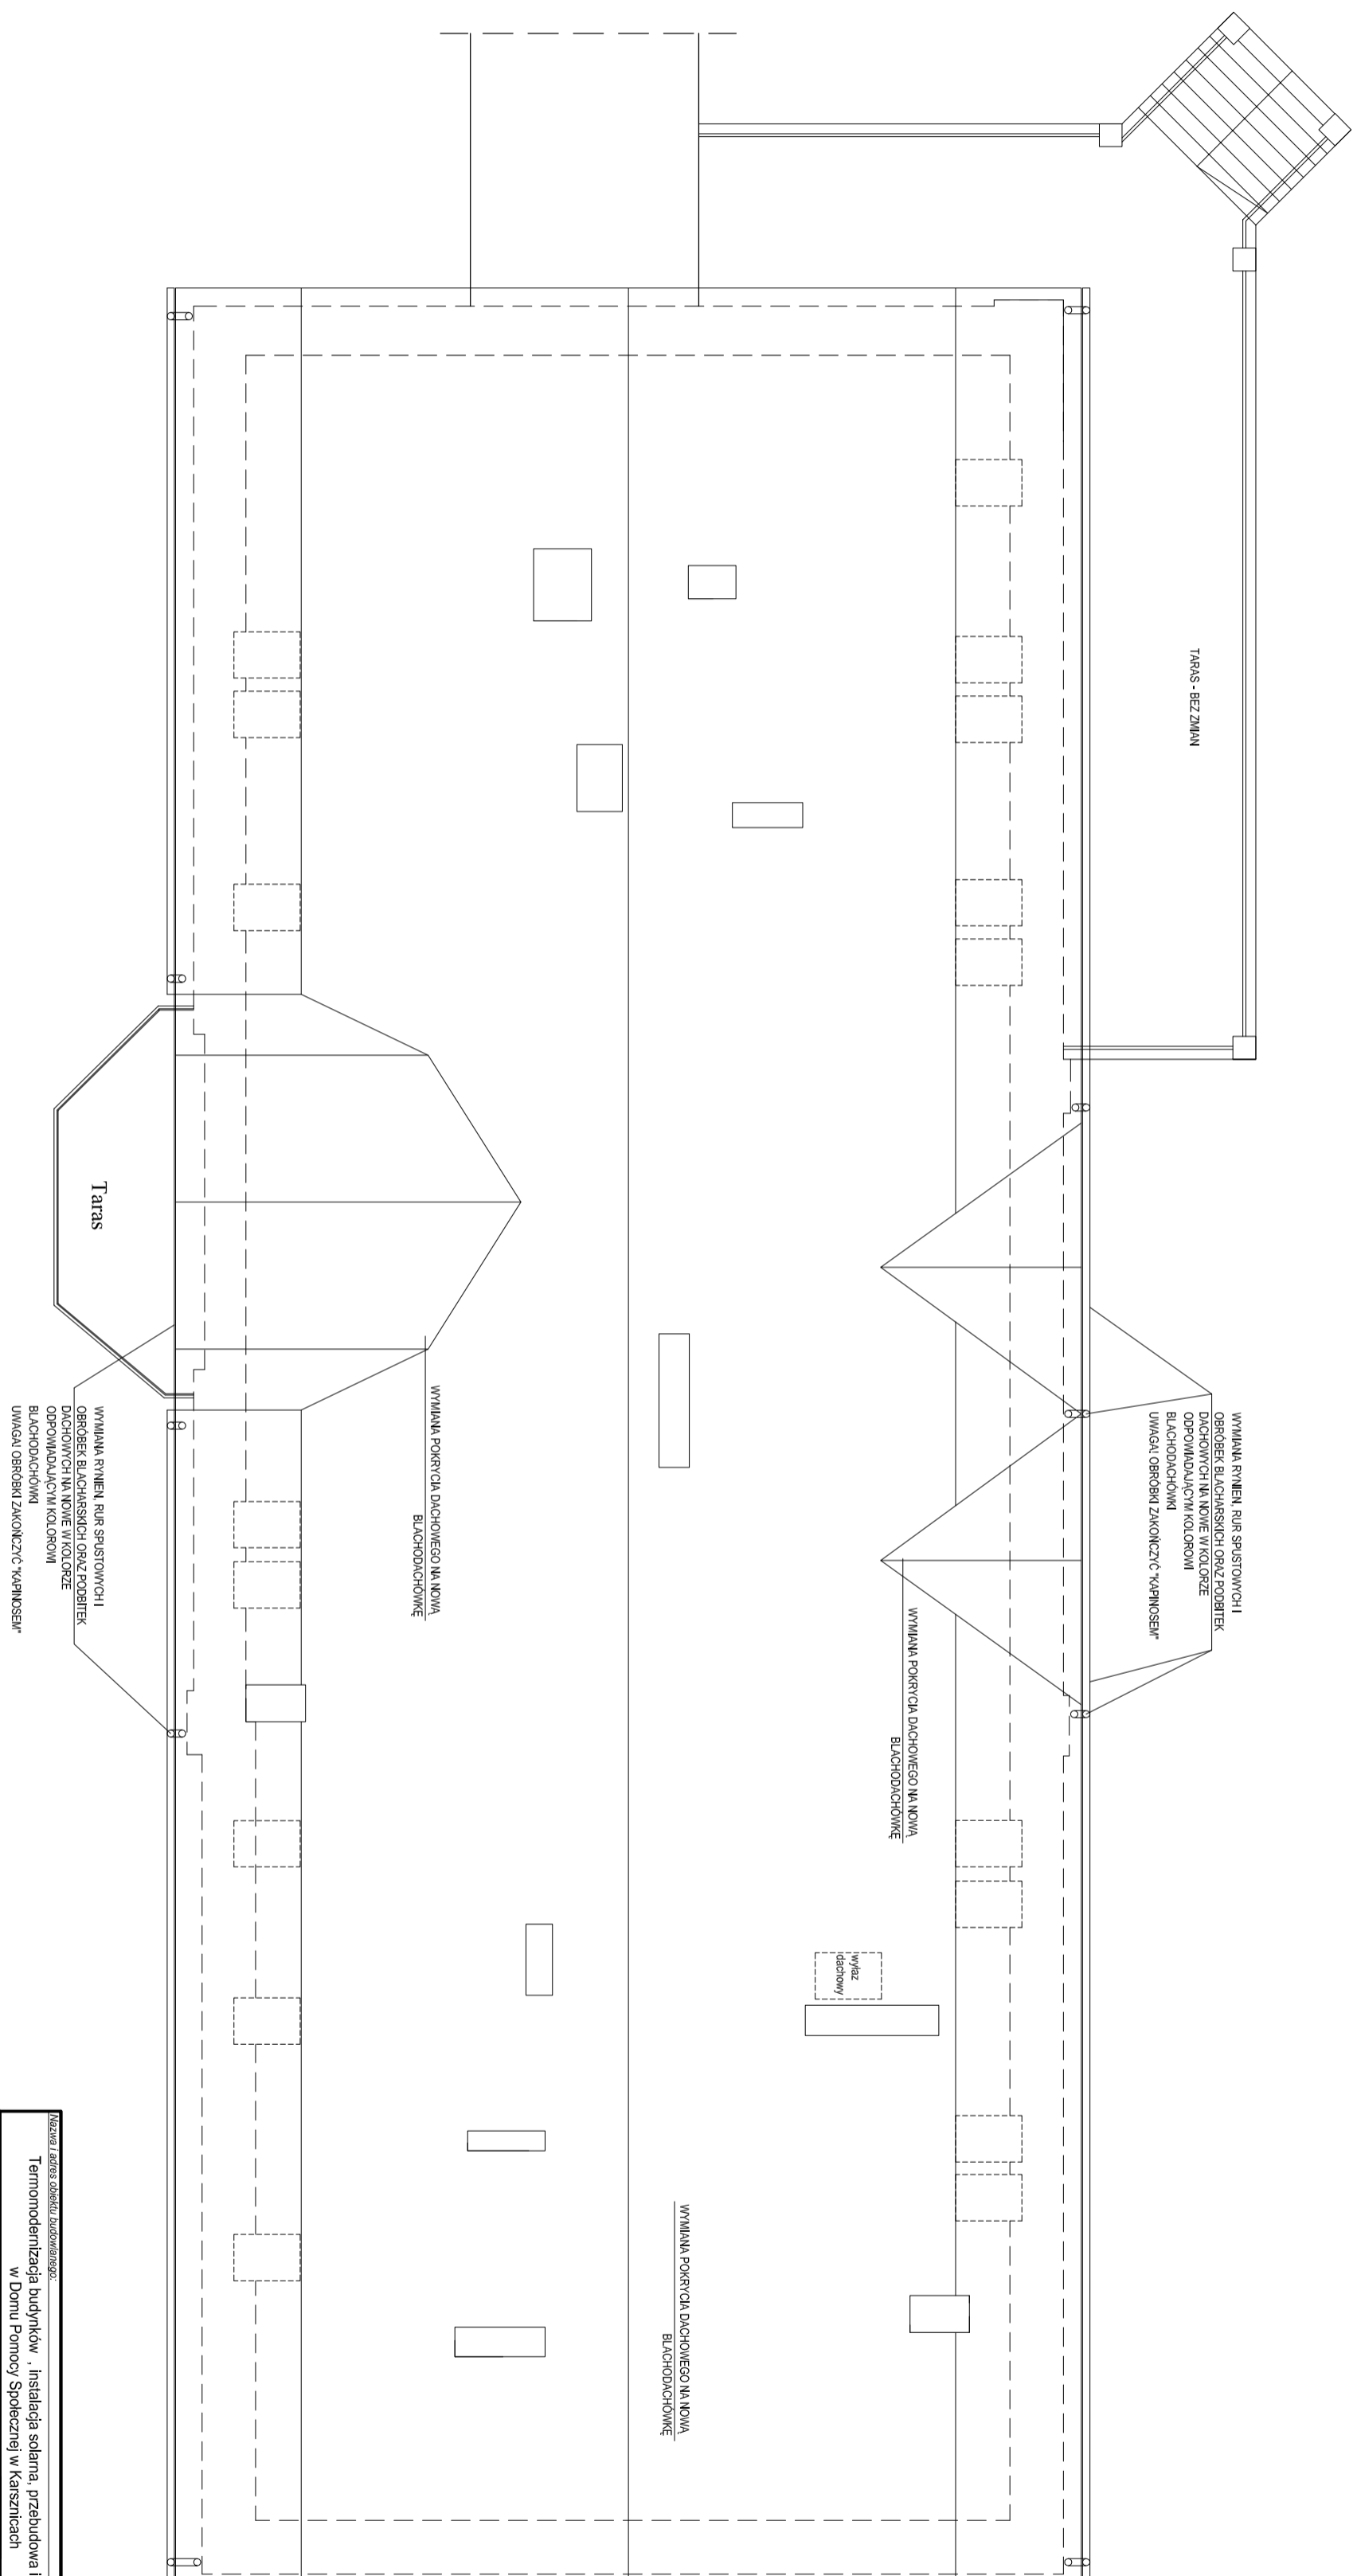 TARAS - BEZ ZMIAN
WYMIANA RYNIEN, RUR SPUSTOWYCH I
OBRÓBEK BLACHARSKICH ORAZ PODBITEK
DACHOWYCH NA NOWE W KOLORZE
ODPOWIADAJĄCYM KOLOROWI
BLACHODACHÓWKI
UWAGA! OBRÓBKI ZAKOŃCZYĆ "KAPINOSEM"
WYMIANA POKRYCIA DACHOWEGO NA NOWĄ
BLACHODACHÓWKĘ
wyłaz
dachowy
WYMIANA POKRYCIA DACHOWEGO NA NOWĄ
BLACHODACHÓWKĘ
WYMIANA POKRYCIA DACHOWEGO NA NOWĄ
BLACHODACHÓWKĘ
Taras
WYMIANA RYNIEN, RUR SPUSTOWYCH I
OBRÓBEK BLACHARSKICH ORAZ PODBITEK
DACHOWYCH NA NOWE W KOLORZE
ODPOWIADAJĄCYM KOLOROWI
BLACHODACHÓWKI
UWAGA! OBRÓBKI ZAKOŃCZYĆ "KAPINOSEM"
Nazwa i adres obiektu budowlanego:
Termomodernizacja budynków , instalacja solarna, przebudowa i
w Domu Pomocy Społecznej w Karsznicach